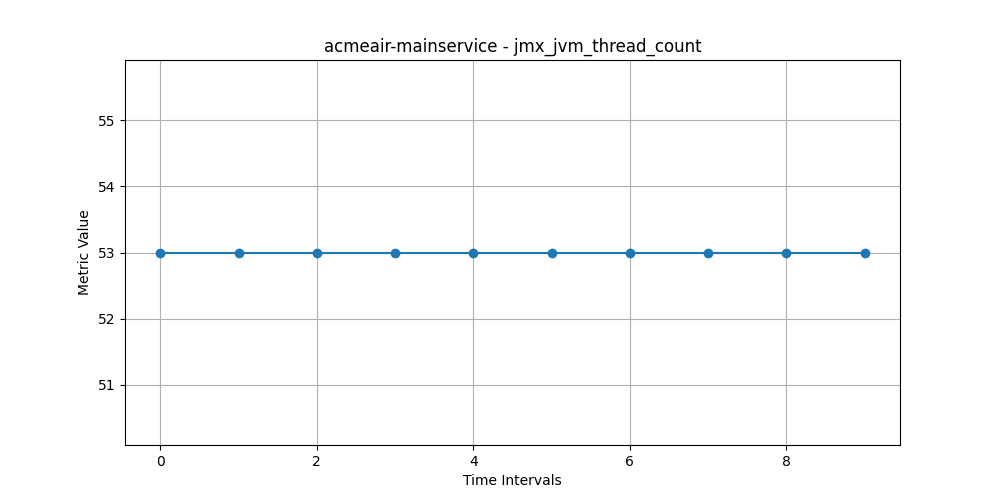 acmeair-mainservice - jmx_jvm_thread_count
55
54
53
52
51
Metric Value
0 2 4 6 8
Time Intervals